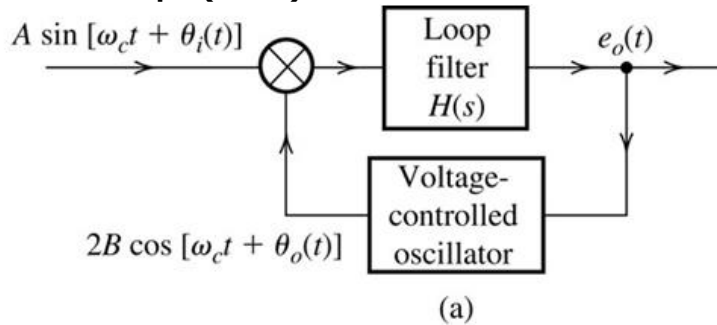 A sin [ω_c t + θ_i(t)]
Loop
filter
H(s)
e_o(t)
Voltage-
controlled
oscillator
2B cos [ω_c t + θ_o(t)]
(a)